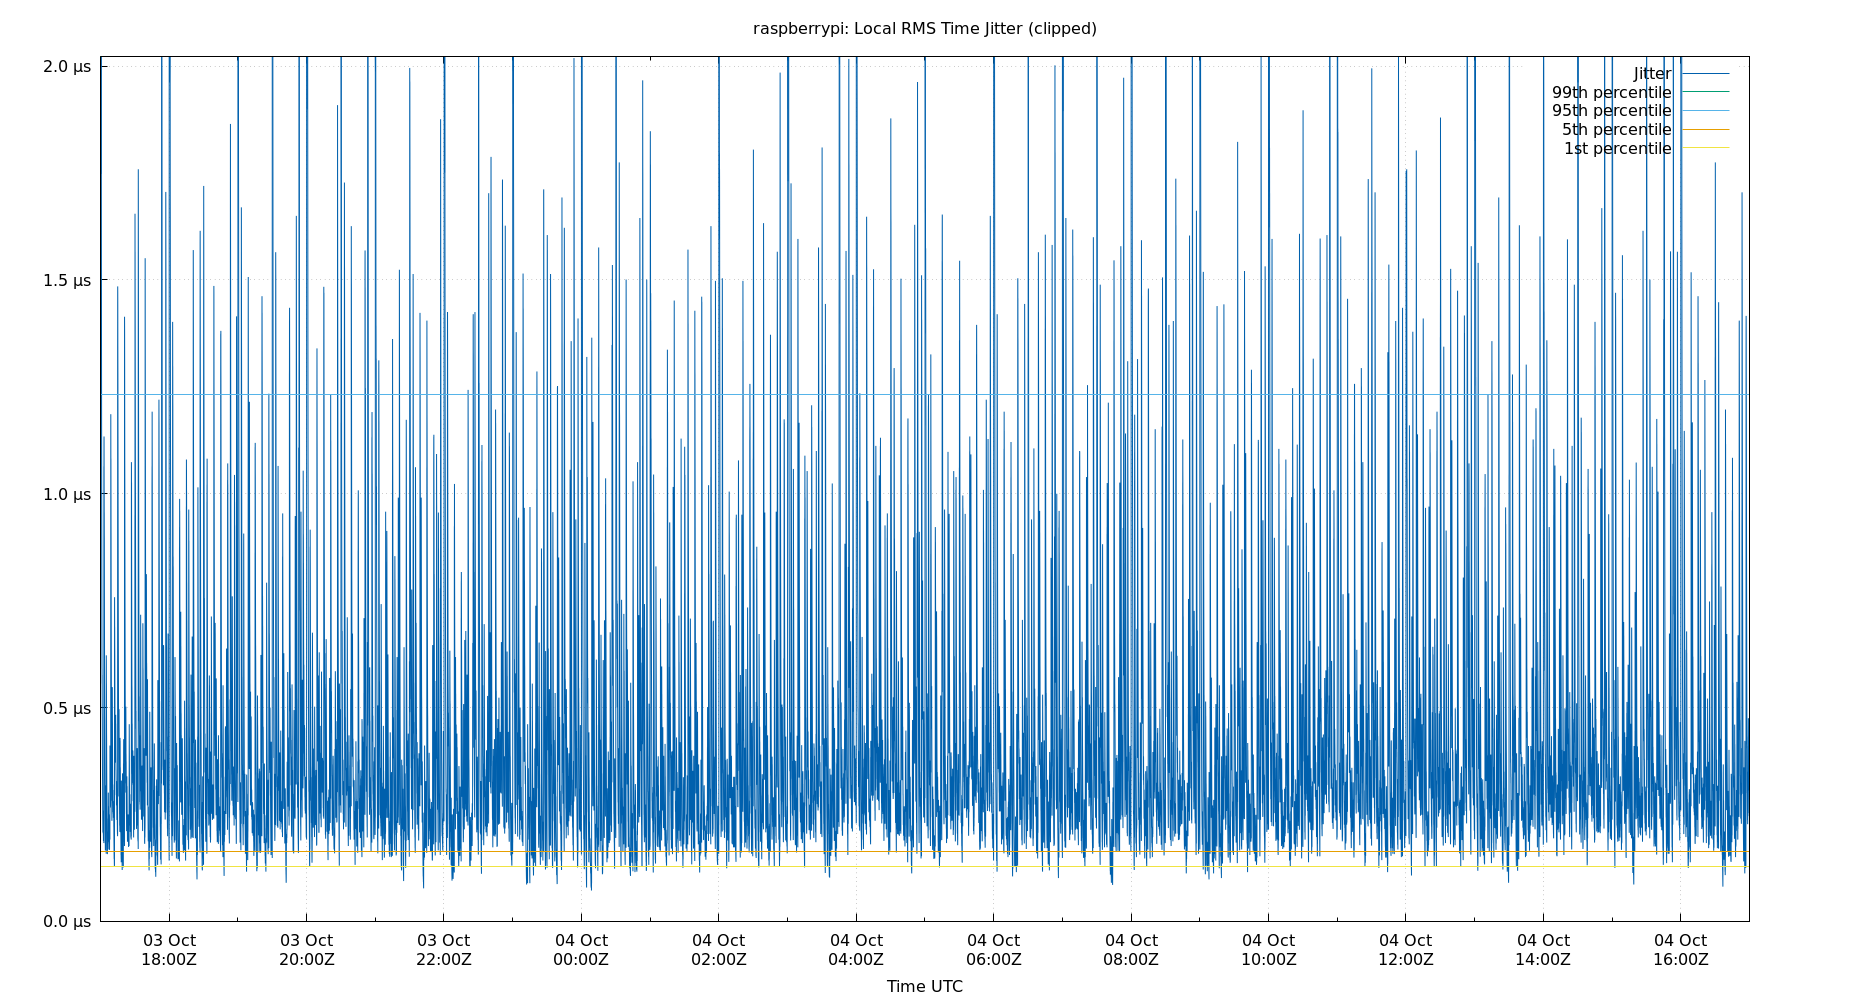 raspberrypi: Local RMS Time Jitter (clipped)
2.0 µs
1.5 µs
1.0 µs
0.5 µs
0.0 µs
Jitter
99th percentile
95th percentile
5th percentile
1st percentile
03 Oct 03 Oct 03 Oct 04 Oct 04 Oct 04 Oct 04 Oct 04 Oct 04 Oct 04 Oct 04 Oct 04 Oct
18:00Z 20:00Z 22:00Z 00:00Z 02:00Z 04:00Z 06:00Z 08:00Z 10:00Z 12:00Z 14:00Z 16:00Z
Time UTC